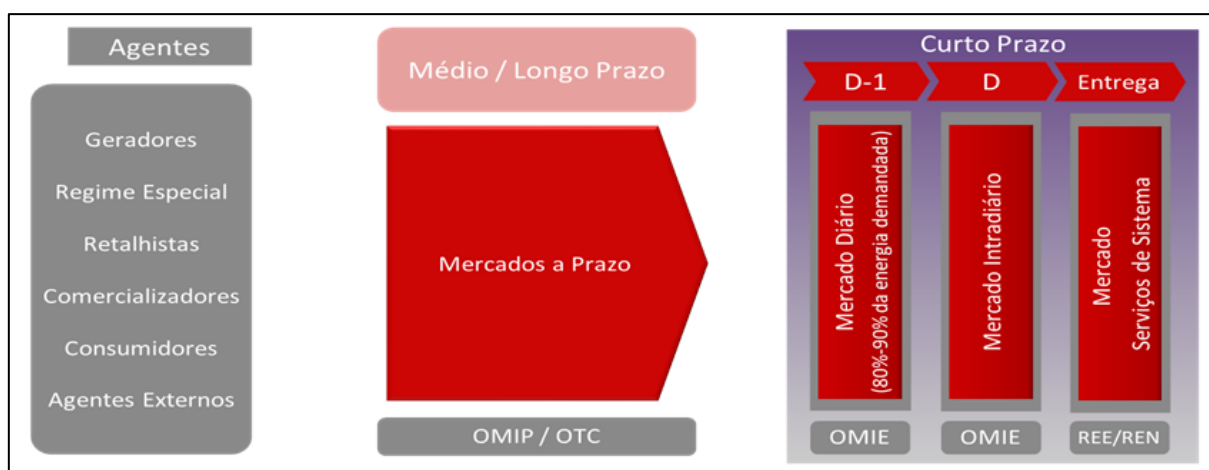 Agentes
Geradores
Regime Especial
Retalhistas
Comercializadores
Consumidores
Agentes Externos
Médio / Longo Prazo
Mercados a Prazo
OMIP / OTC
Curto Prazo
D-1
D
Entrega
Mercado Diário
(80%-90% da energia demandada)
Mercado Intradiário
Mercado
Serviços de Sistema
OMIE
OMIE
REE/REN